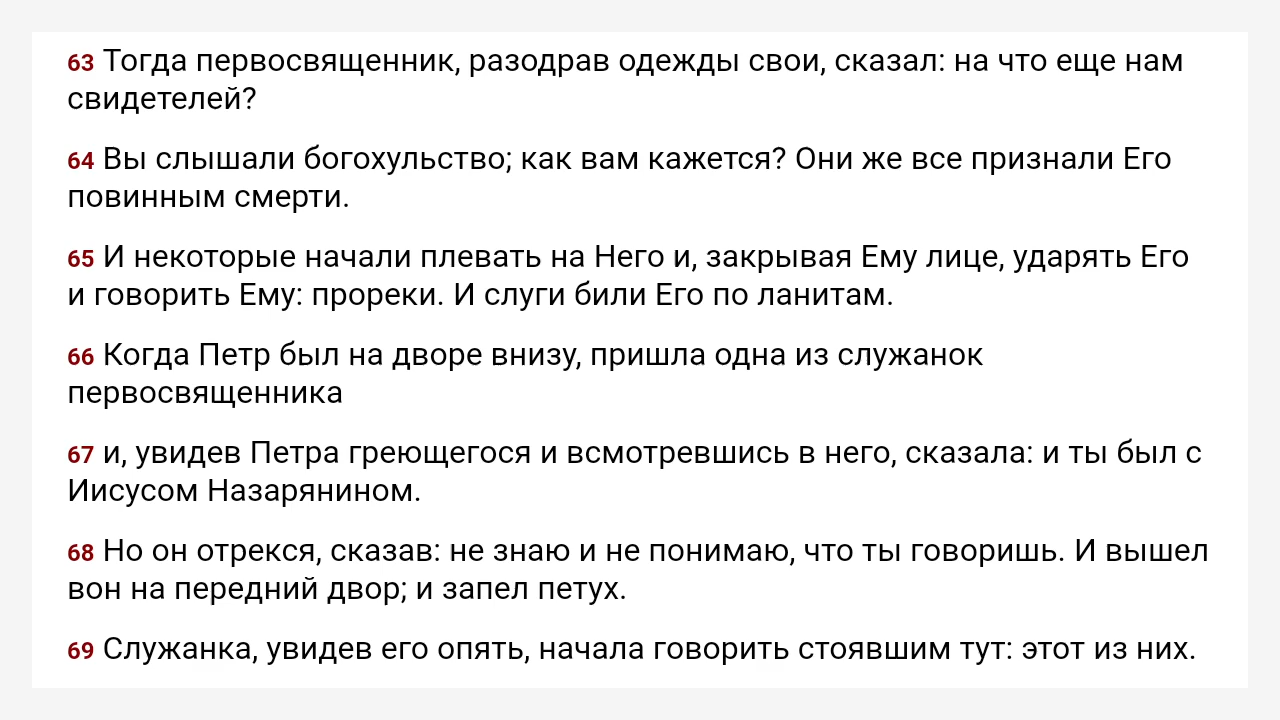 63 Тогда первосвященник, разодрав одежды свои, сказал: на что еще нам
свидетелей?
64 Вы слышали богохульство; как вам кажется? Они же все признали Его
повинным смерти.
65 И некоторые начали плевать на Него и, закрывая Ему лице, ударять Его
и говорить Ему: прореки. И слуги били Его по ланитам.
66 Когда Петр был на дворе внизу, пришла одна из служанок
первосвященника
67 и, увидев Петра греющегося и всмотревшись в него, сказала: и ты был с
Иисусом Назарянином.
68 Но он отрекся, сказав: не знаю и не понимаю, что ты говоришь. И вышел
вон на передний двор; и запел петух.
69 Служанка, увидев его опять, начала говорить стоявшим тут: этот из них.